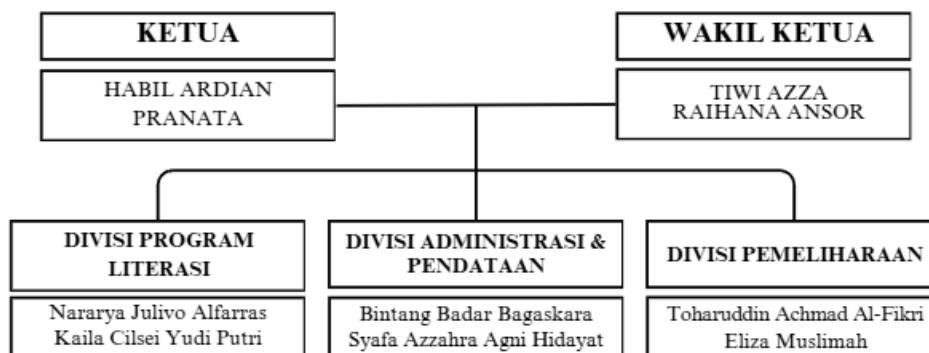 KETUA
HABIL ARDIAN
PRANATA
WAKIL KETUA
TIWI AZZA
RAIHANA ANSOR
DIVISI PROGRAM
LITERASI
Nararya Julivo Alfarras
Kaila Cilsei Yudi Putri
DIVISI ADMINISTRASI &
PENDATAAN
Bintang Badar Bagaskara
Syafa Azzahra Agni Hidayat
DIVISI PEMELIHARAAN
Toharuddin Achmad Al-Fikri
Eliza Muslimah